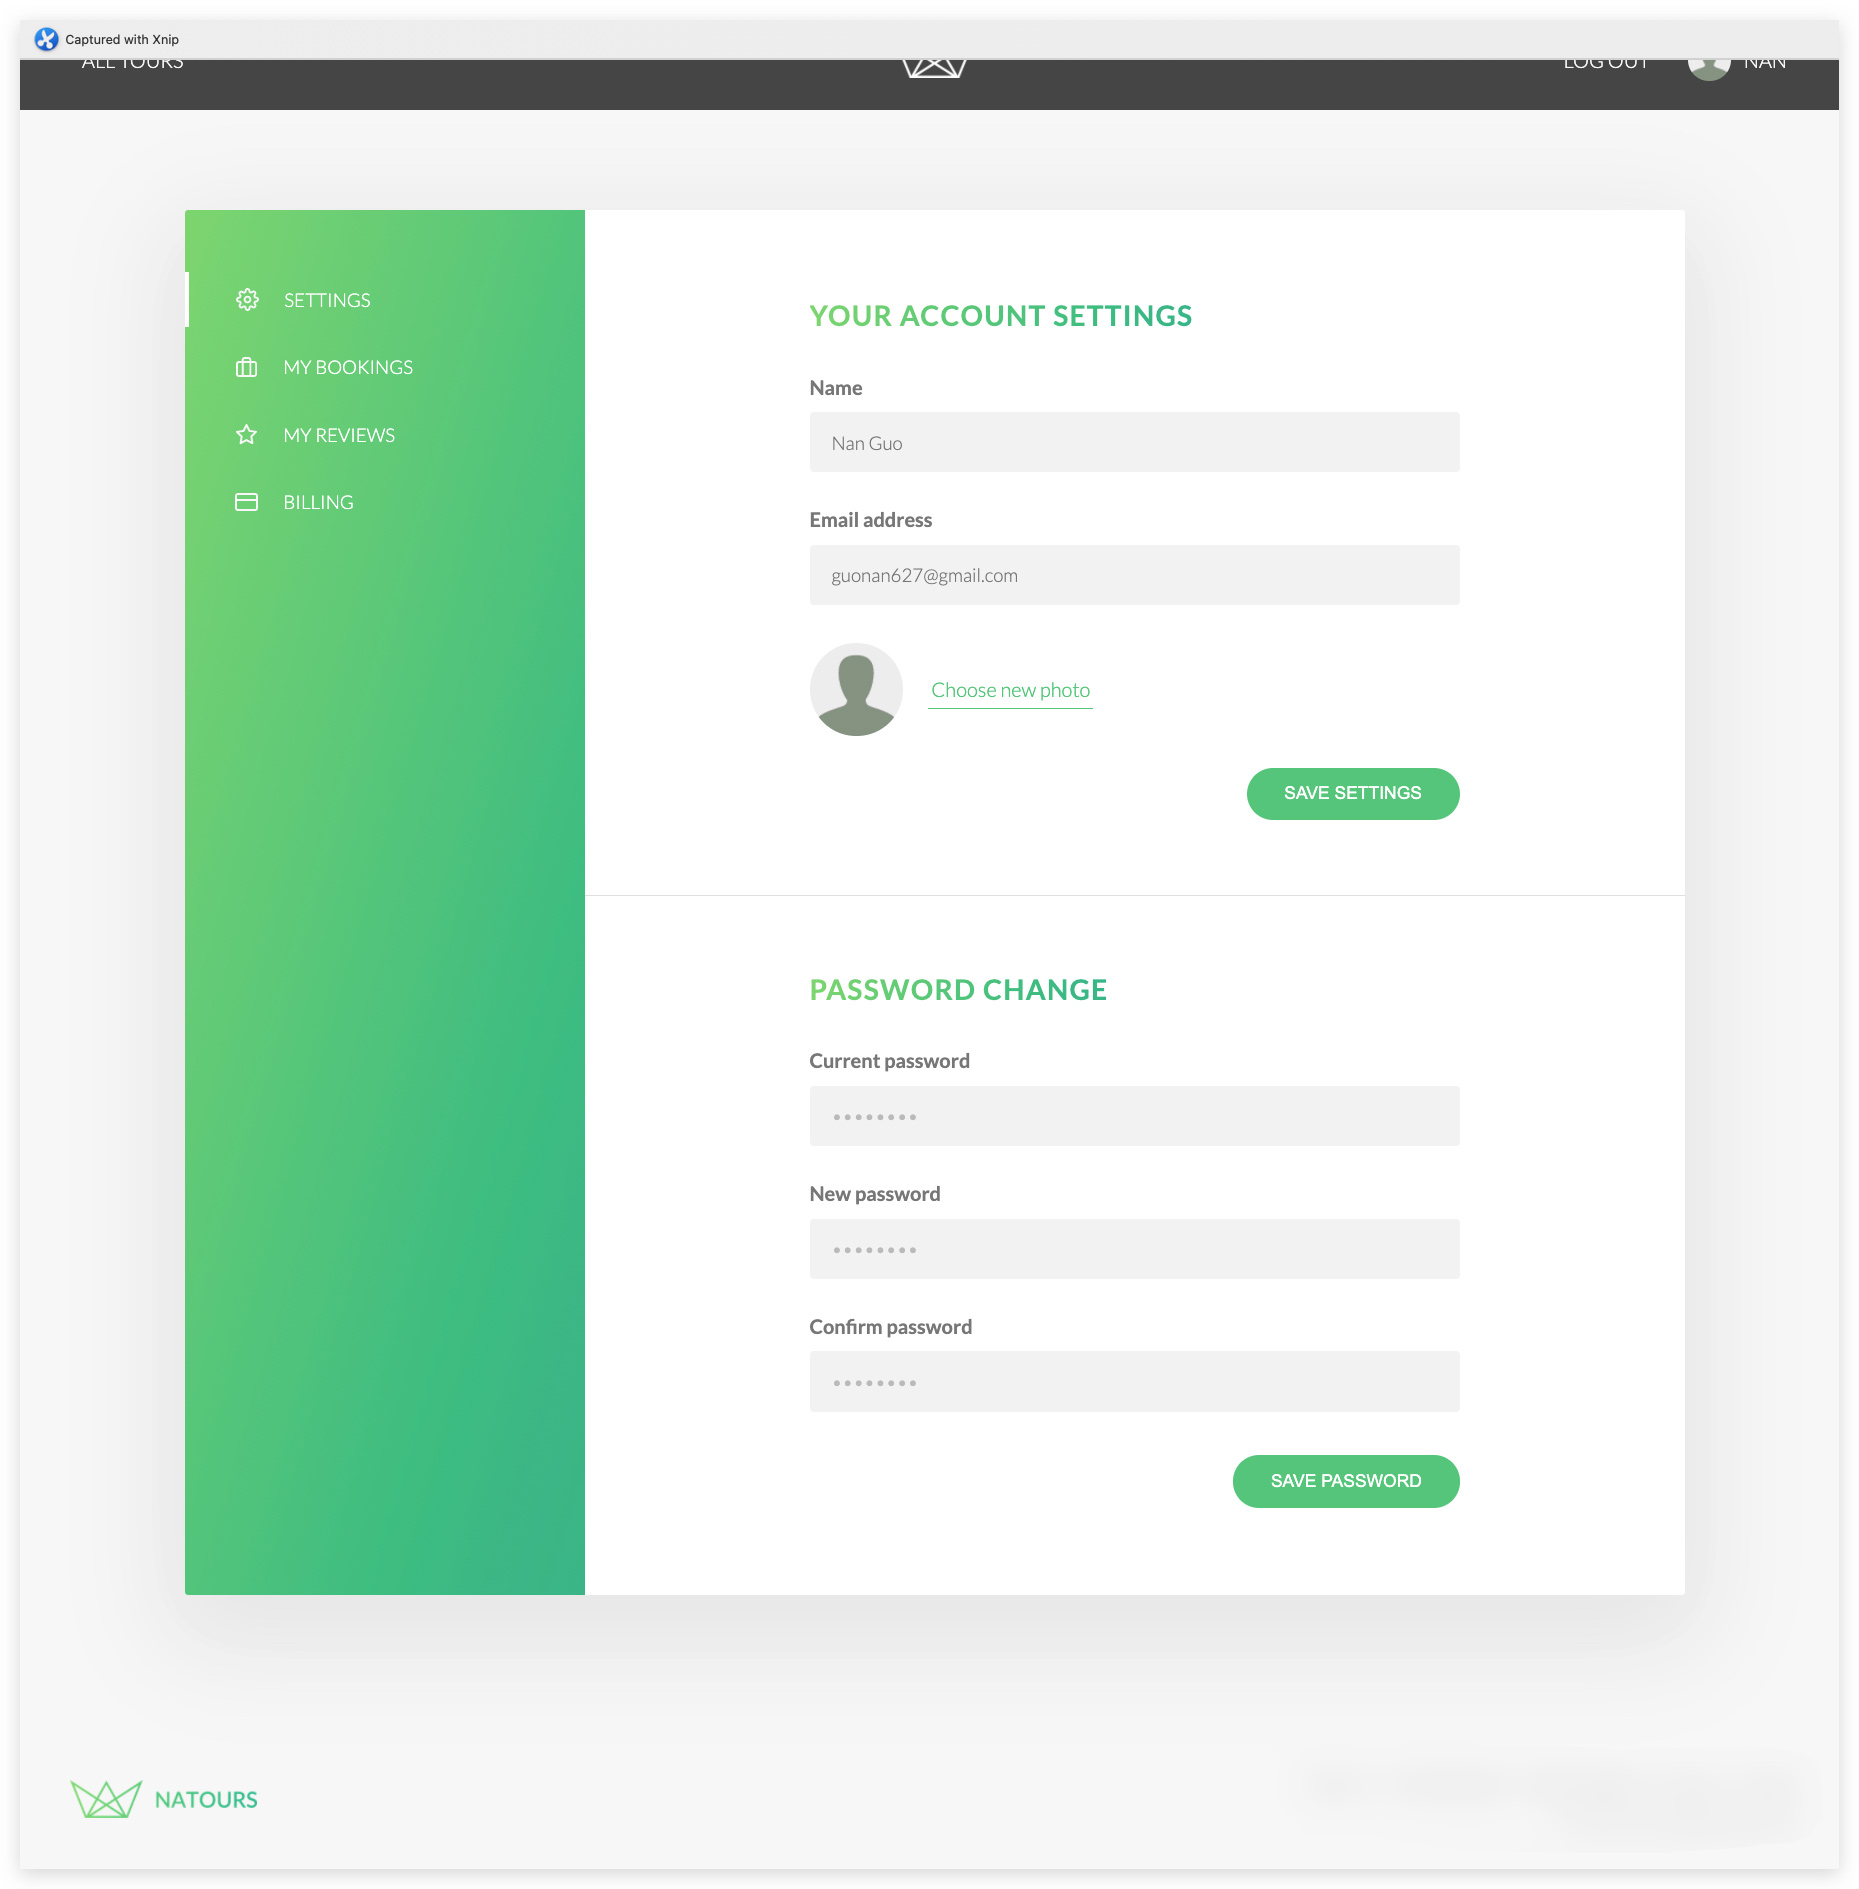 Captured with Xnip
ALL TOURS
LOG OUT
NAN
SETTINGS
MY BOOKINGS
MY REVIEWS
BILLING
YOUR ACCOUNT SETTINGS
Name
Nan Guo
Email address
guonan627@gmail.com
Choose new photo
SAVE SETTINGS
PASSWORD CHANGE
Current password
••••••••
New password
••••••••
Confirm password
••••••••
SAVE PASSWORD
NATOURS